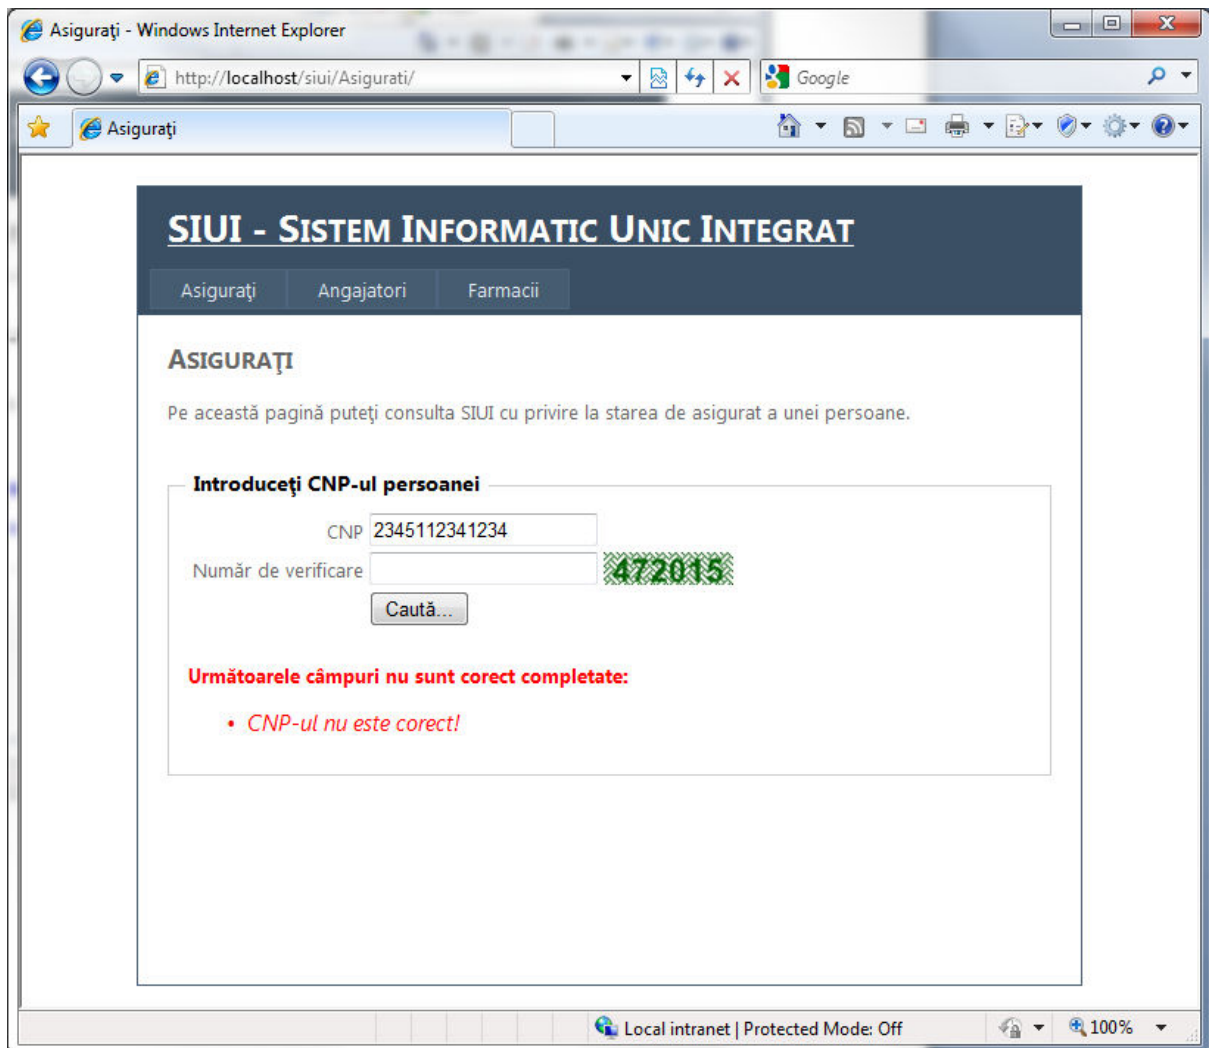 Asiguraţi - Windows Internet Explorer
http://localhost/siui/Asigurati/
Google
Asiguraţi
SIUI - SISTEM INFORMATIC UNIC INTEGRAT
Asiguraţi Angajatori Farmacii
ASIGURAŢI
Pe această pagină puteţi consulta SIUI cu privire la starea de asigurat a unei persoane.
Introduceţi CNP-ul persoanei
CNP 2345112341234
Număr de verificare 472015
Caută...
Următoarele câmpuri nu sunt corect completate:
• CNP-ul nu este corect!
Local intranet | Protected Mode: Off 100%